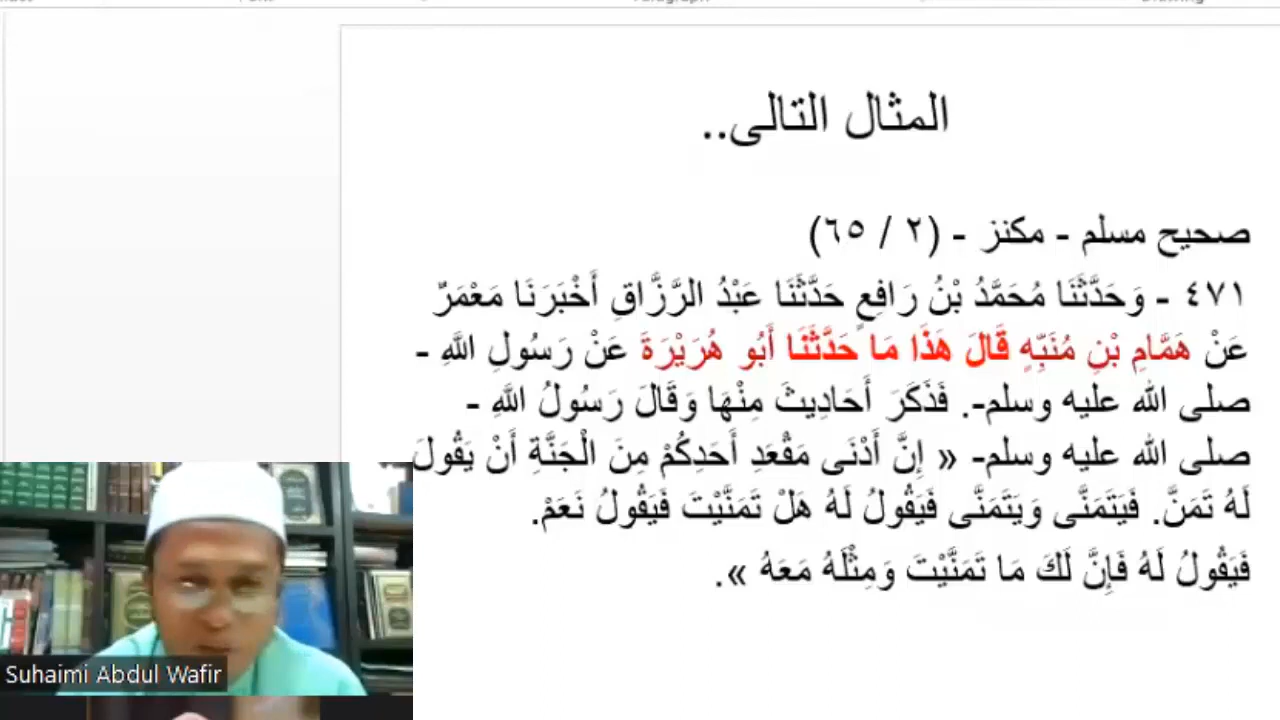 المثال التالى..
صحيح مسلم - مكنز - (٢ / ٦٥)
٤٧١ - وَحَدَّثَنَا مُحَمَّدُ بْنُ رَافِعٍ حَدَّثَنَا عَبْدُ الرَّزَّاقِ أَخْبَرَنَا مَعْمَرٌ
عَنْ هَمَّامِ بْنِ مُنَبِّهٍ قَالَ هَذَا مَا حَدَّثَنَا أَبُو هُرَيْرَةَ عَنْ رَسُولِ اللَّهِ -
صلى الله عليه وسلم-. فَذَكَرَ أَحَادِيثَ مِنْهَا وَقَالَ رَسُولُ اللَّهِ -
صلى الله عليه وسلم- « إِنَّ أَدْنَى مَقْعَدِ أَحَدِكُمْ مِنَ الْجَنَّةِ أَنْ يَقُولَ
لَهُ تَمَنَّ. فَيَتَمَنَّى وَيَتَمَنَّى فَيَقُولُ لَهُ هَلْ تَمَنَّيْتَ فَيَقُولُ نَعَمْ.
فَيَقُولُ لَهُ فَإِنَّ لَكَ مَا تَمَنَّيْتَ وَمِثْلَهُ مَعَهُ ».
Suhaimi Abdul Wafir